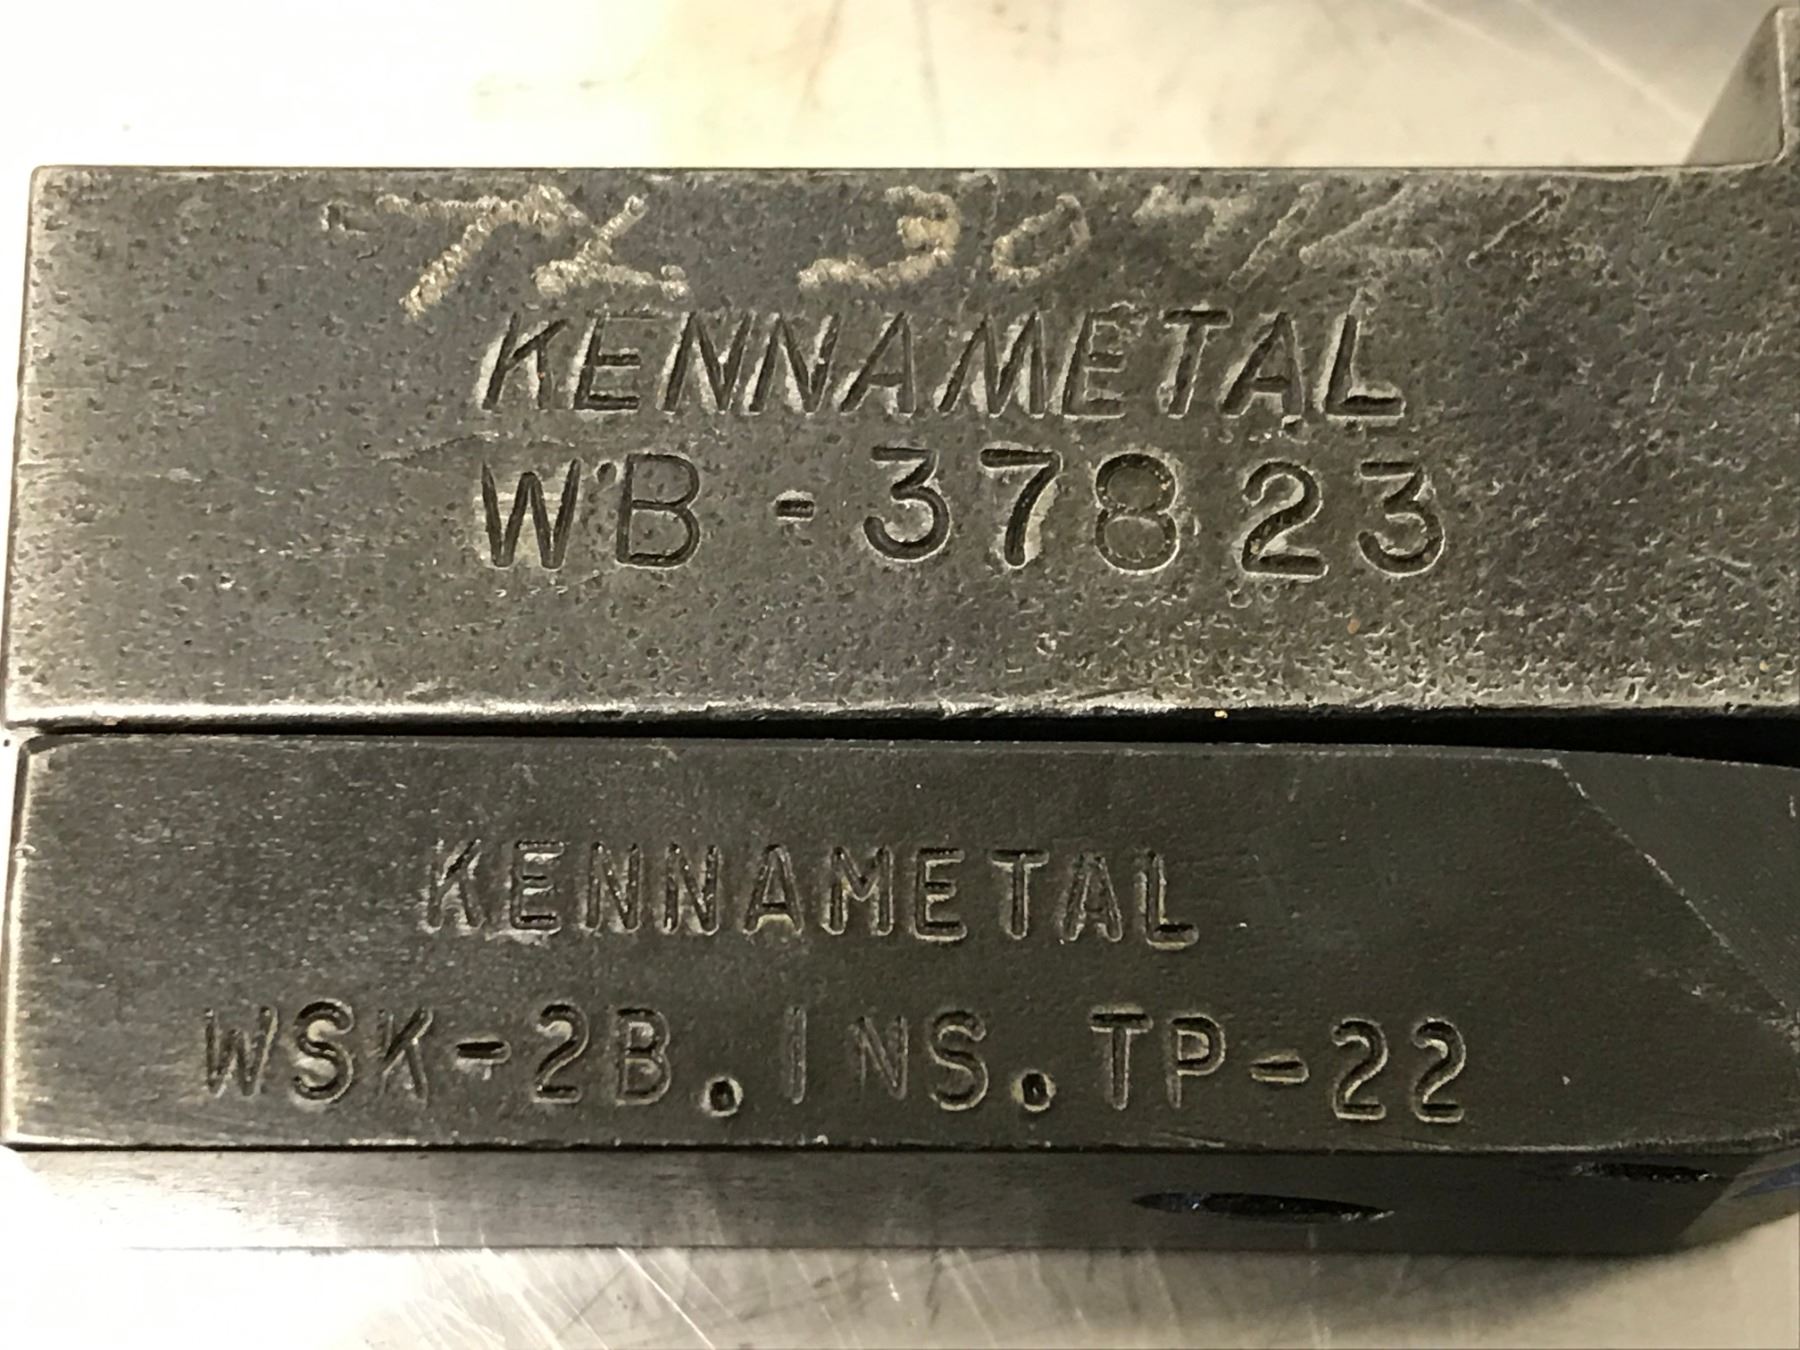 KENNAMETAL
WB-37823
KENNAMETAL
WSK-2B.INS.TP-22